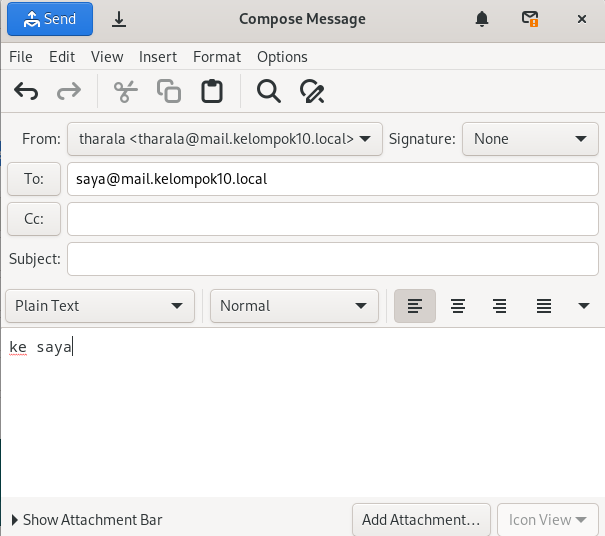 Send Compose Message
File Edit View Insert Format Options
From: tharala <tharala@mail.kelompok10.local> Signature: None
To: saya@mail.kelompok10.local
Cc:
Subject:
Plain Text Normal
ke saya
Show Attachment Bar Add Attachment... Icon View